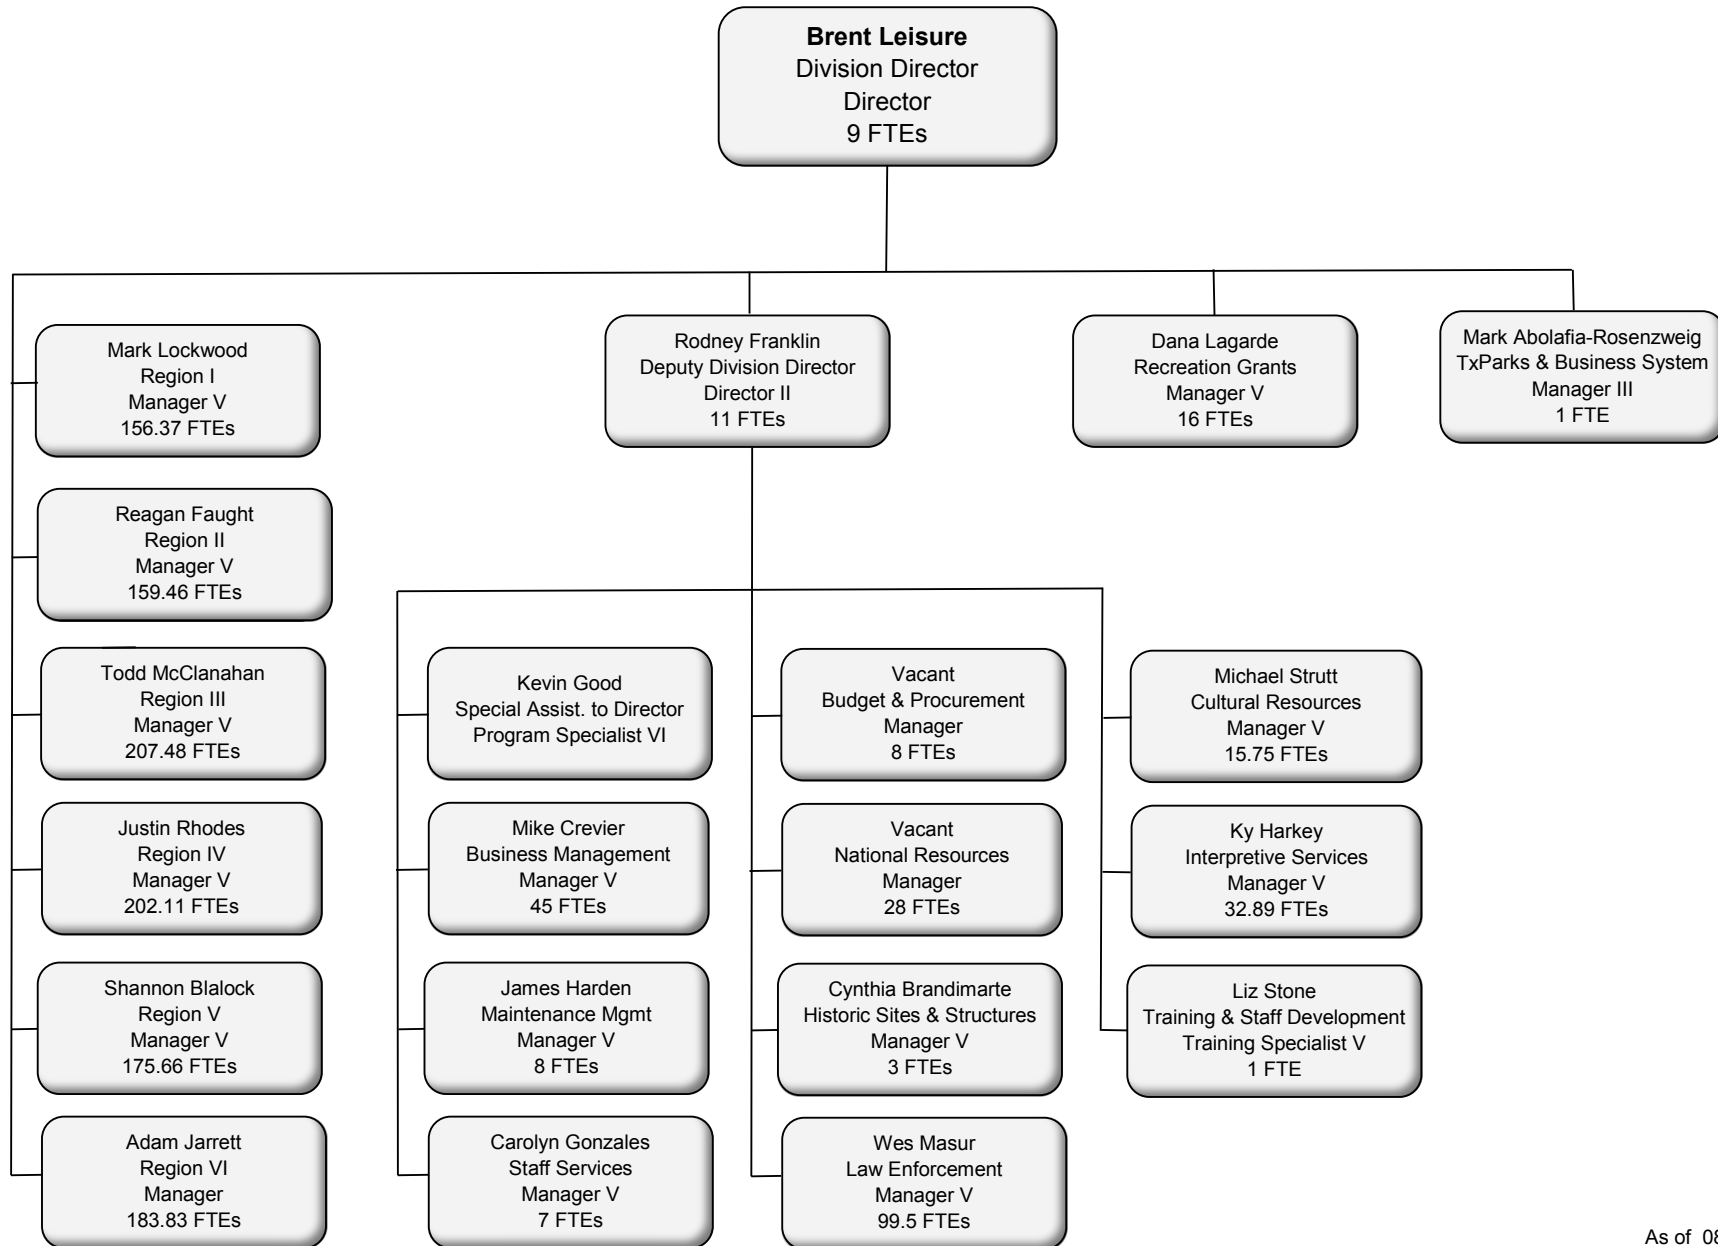 Brent Leisure
Division Director
Director
9 FTEs
Mark Lockwood
Region I
Manager V
156.37 FTEs
Rodney Franklin
Deputy Division Director
Director II
11 FTEs
Dana Lagarde
Recreation Grants
Manager V
16 FTEs
Mark Abolafia-Rosenzweig
TxParks & Business System
Manager III
1 FTE
Reagan Faught
Region II
Manager V
159.46 FTEs
Todd McClanahan
Region III
Manager V
207.48 FTEs
Justin Rhodes
Region IV
Manager V
202.11 FTEs
Shannon Blalock
Region V
Manager V
175.66 FTEs
Adam Jarrett
Region VI
Manager
183.83 FTEs
Kevin Good
Special Assist. to Director
Program Specialist VI
Mike Crevier
Business Management
Manager V
45 FTEs
James Harden
Maintenance Mgmt
Manager V
8 FTEs
Carolyn Gonzales
Staff Services
Manager V
7 FTEs
Vacant
Budget & Procurement
Manager
8 FTEs
Vacant
National Resources
Manager
28 FTEs
Cynthia Brandimarte
Historic Sites & Structures
Manager V
3 FTEs
Wes Masur
Law Enforcement
Manager V
99.5 FTEs
Michael Strutt
Cultural Resources
Manager V
15.75 FTEs
Ky Harkey
Interpretive Services
Manager V
32.89 FTEs
Liz Stone
Training & Staff Development
Training Specialist V
1 FTE
As of 08